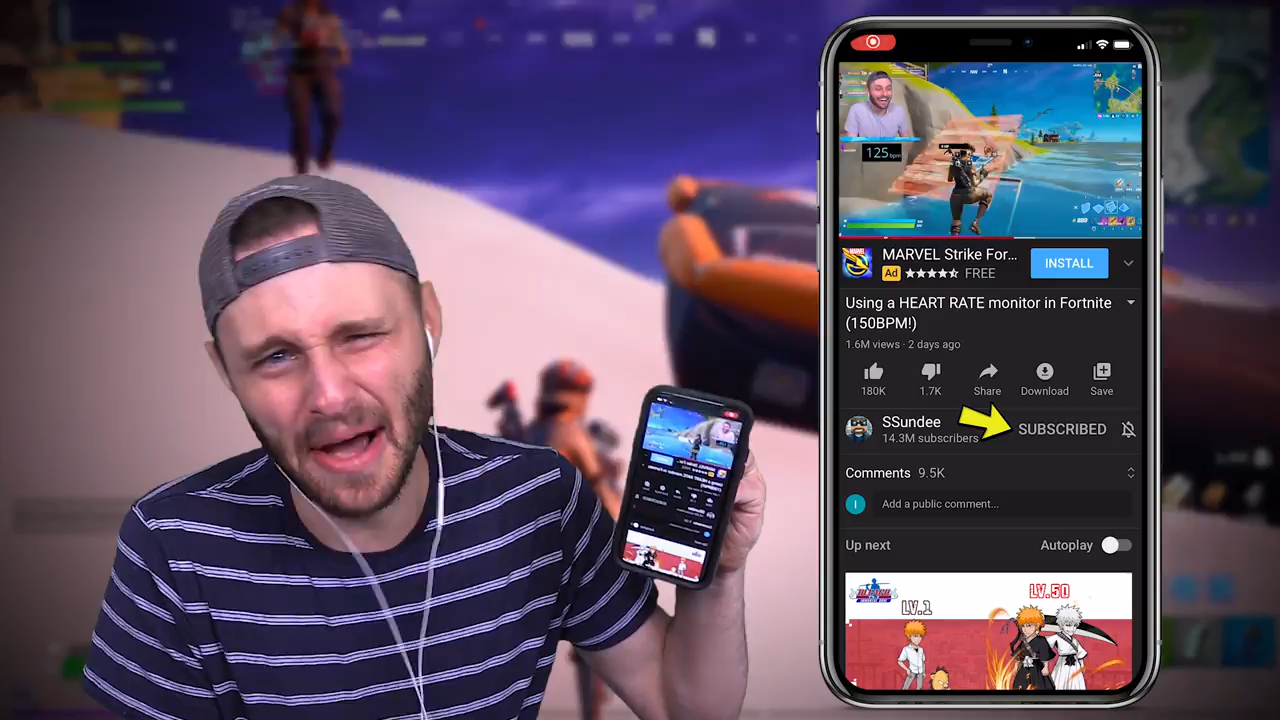 125 bpm
MARVEL Strike For...
Ad FREE
INSTALL
Using a HEART RATE monitor in Fortnite
(150BPM!)
1.6M views · 2 days ago
180K 1.7K Share Download Save
SSundee
14.3M subscribers
SUBSCRIBED
Comments 9.5K
I Add a public comment...
Up next Autoplay
BLEACH
LV.1
LV.50